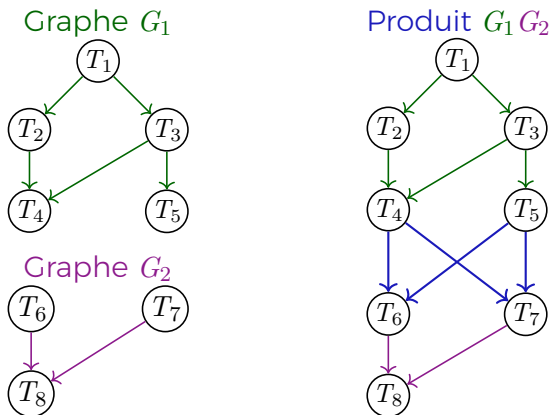 Graphe G₁
T₁
T₂ T₃
T₄ T₅
Graphe G₂
T₆ T₇
T₈
Produit G₁G₂
T₁
T₂ T₃
T₄ T₅
T₆ T₇
T₈